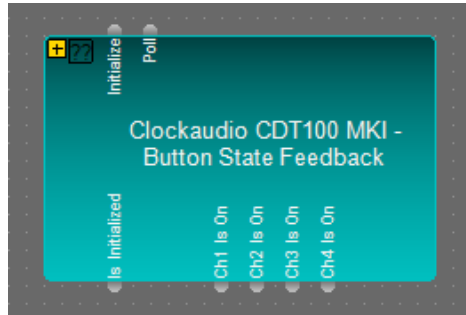 ??
Initialize
Poll
Clockaudio CDT100 MKI -
Button State Feedback
Is Initialized
Ch1 Is On
Ch2 Is On
Ch3 Is On
Ch4 Is On